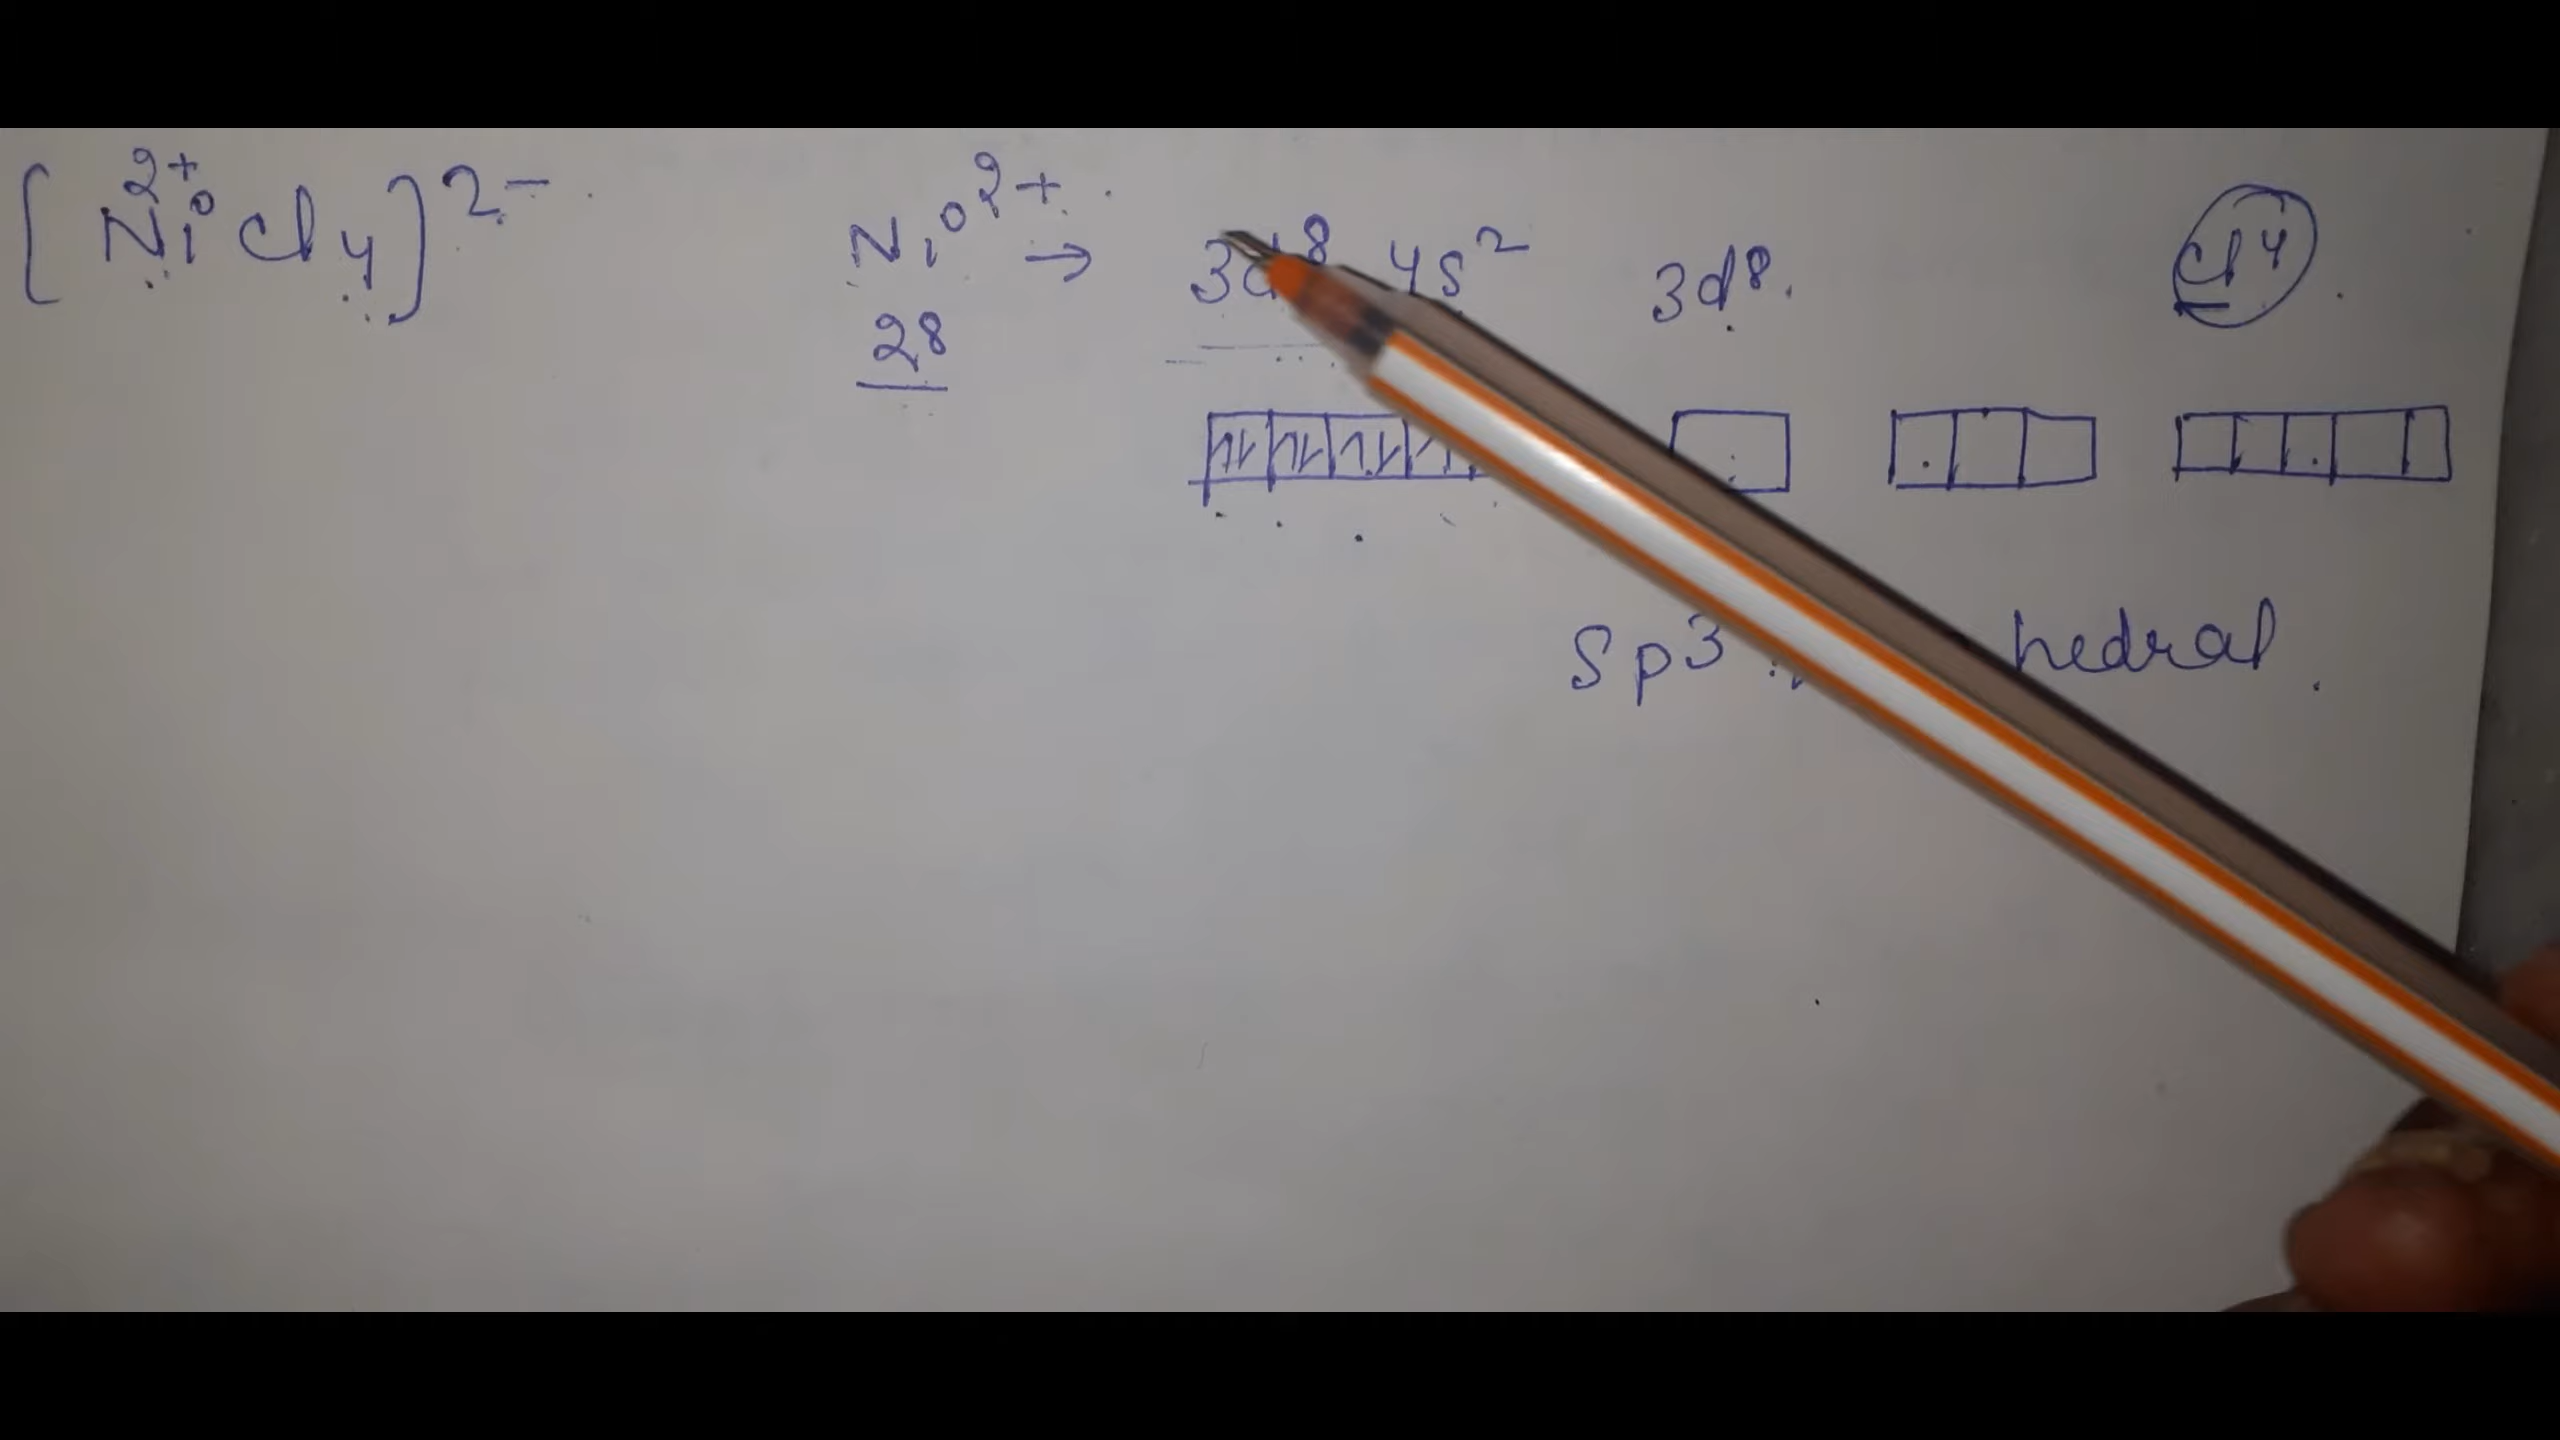 [Ni²⁺Cl₄]²⁻ Ni²⁺ → 3d⁸ 4s² 3d⁸. Cl⁴
28
Sp³ hedral